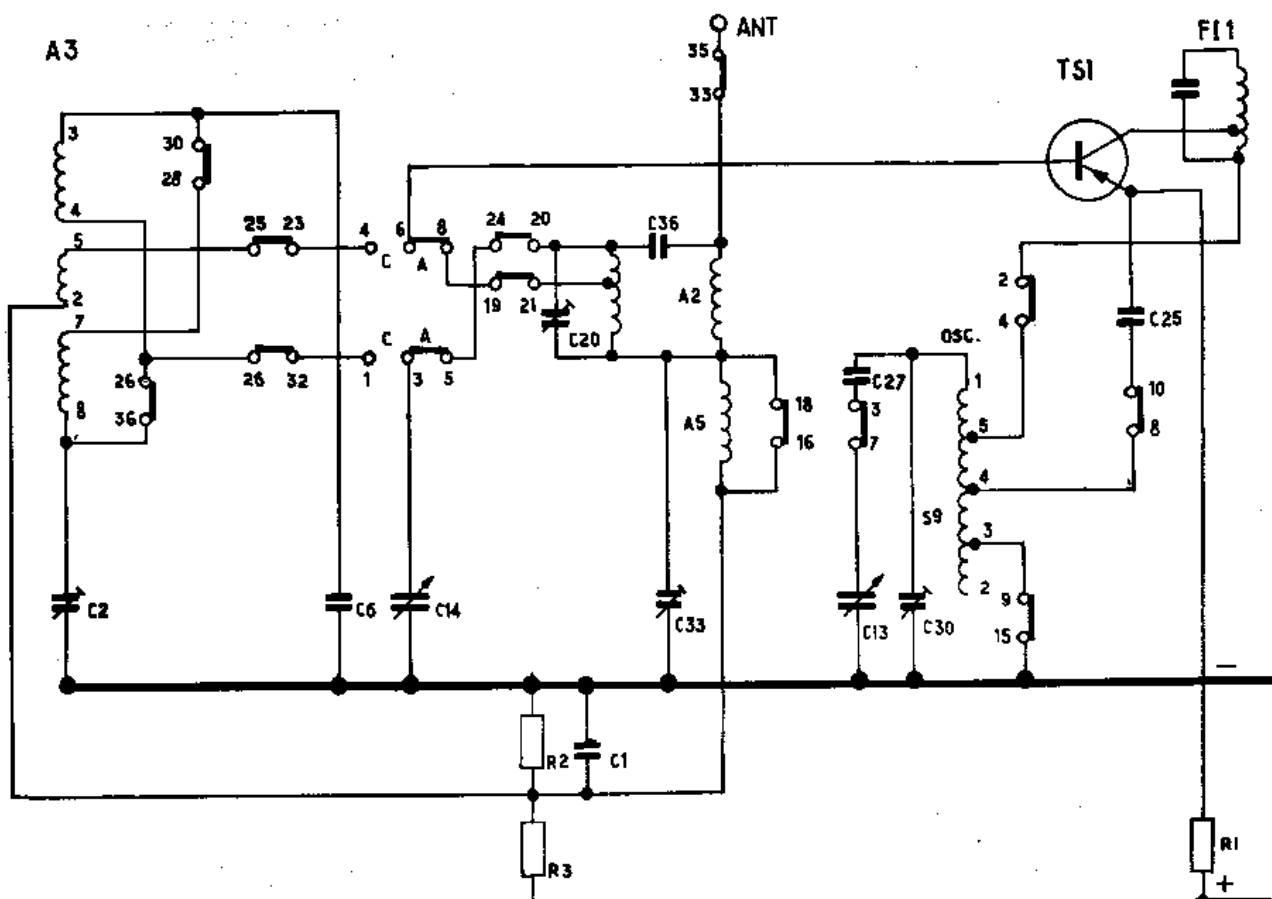 ANT
FI1
A3
35
TS1
33
3
30
28
4
25 23 4 6 8 24 20 C36
5
C A
2
19 21 A2 2
7
C20 4 C25
C A OSC.
26 26 32 1 3 5
C27 1 10
36 18 3
8 A5 5 8
16 7
4
S9
3
2 9
C2 C6 C14 C33 C13 C30 15
−
R2 C1
R3 R1
+